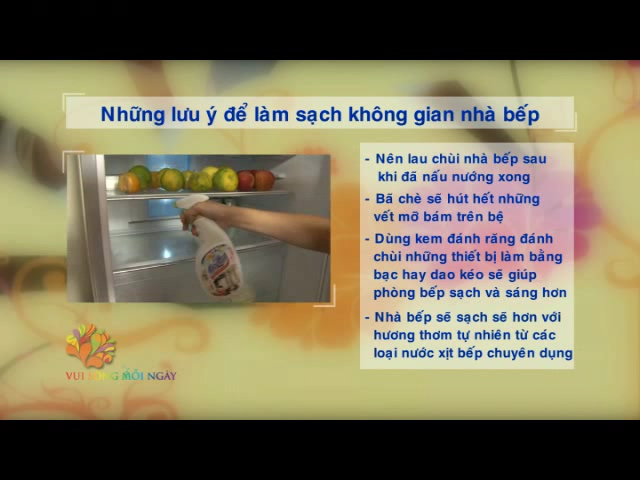 Những lưu ý để làm sạch không gian nhà bếp
- Nên lau chùi nhà bếp sau
khi đã nấu nướng xong
- Bã chè sẽ hút hết những
vết mỡ bám trên bệ
- Dùng kem đánh răng đánh
chùi những thiết bị làm bằng
bạc hay dao kéo sẽ giúp
phòng bếp sạch và sáng hơn
- Nhà bếp sẽ sạch sẽ hơn với
hương thơm tự nhiên từ các
loại nước xịt bếp chuyên dụng
VUI SỐNG MỖI NGÀY